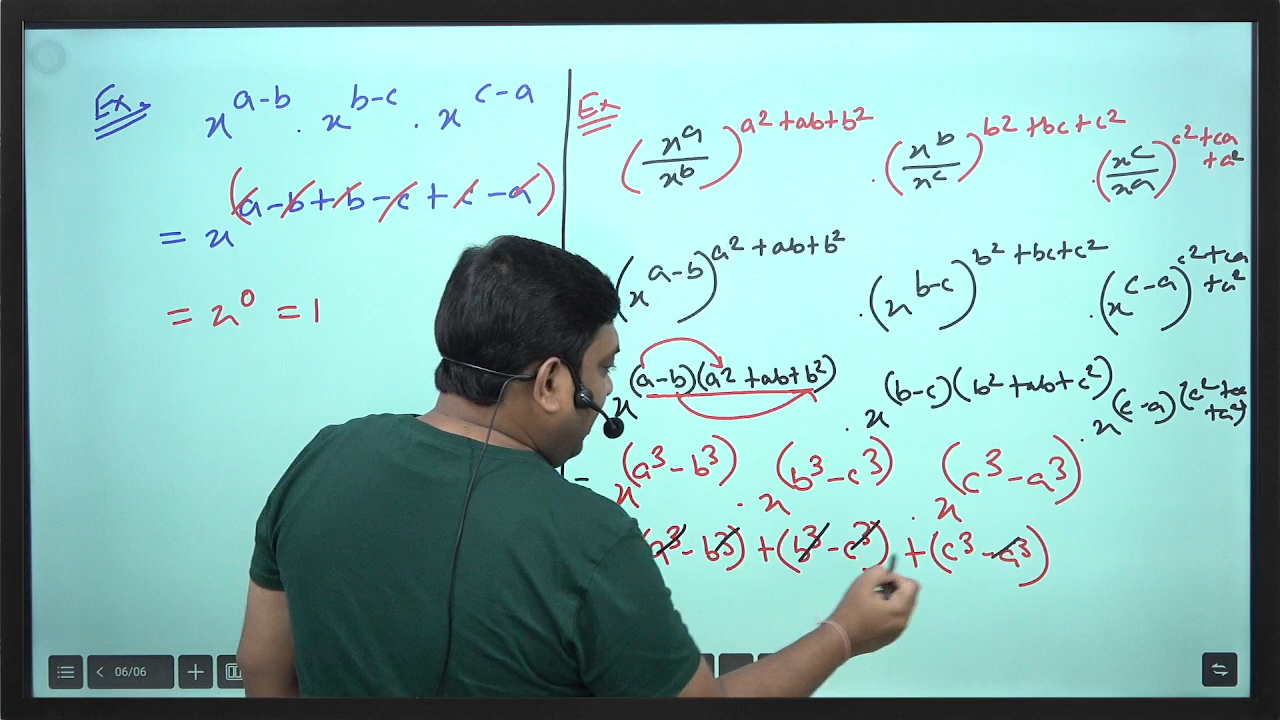 Ex. x^(a-b) . x^(b-c) . x^(c-a)
= x^(a-b+b-c+c-a)
= x^0 = 1
Ex
(x^a/x^b)^(a²+ab+b²) . (x^b/x^c)^(b²+bc+c²) . (x^c/x^a)^(c²+ca+a²)
(x^(a-b))^(a²+ab+b²) . (x^(b-c))^(b²+bc+c²) . (x^(c-a))^(c²+ca+a²)
x^((a-b)(a²+ab+b²)) . x^((b-c)(b²+ab+c²)) . x^((c-a)(c²+ca+a²))
= x^(a³-b³) . x^(b³-c³) . x^(c³-a³)
(a³-b³)+(b³-c³)+(c³-a³)
06/06